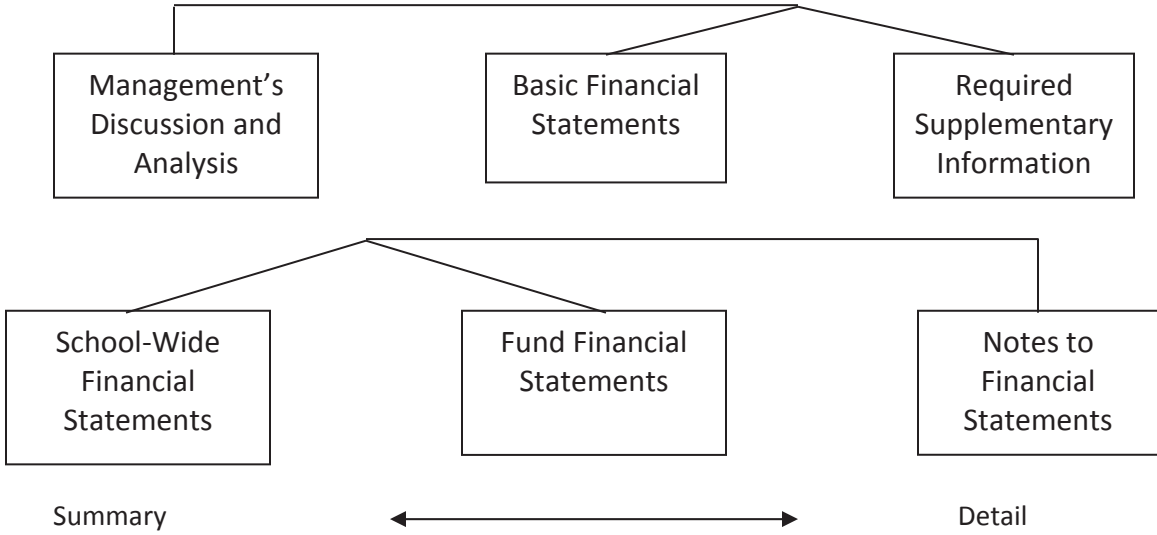 Management’s
Discussion and
Analysis
Basic Financial
Statements
Required
Supplementary
Information
School-Wide
Financial
Statements
Fund Financial
Statements
Notes to
Financial
Statements
Summary
Detail